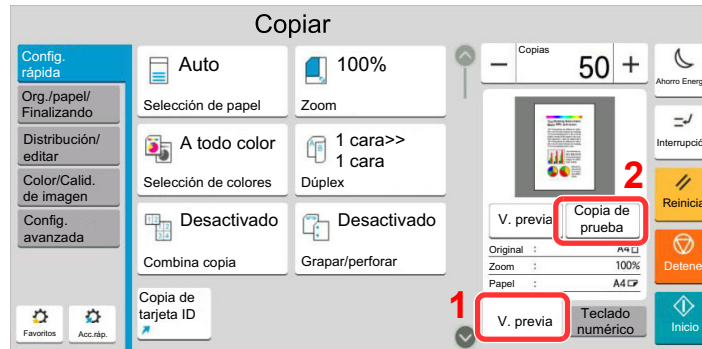 Copiar
Config.
rápida
Org./papel/
Finalizando
Distribución/
editar
Color/Calid.
de imagen
Config.
avanzada
Favoritos
Acc.ráp.
Auto
Selección de papel
100%
Zoom
A todo color
Selección de colores
1 cara>>
1 cara
Dúplex
Desactivado
Combina copia
Desactivado
Grapar/perforar
Copia de
tarjeta ID
Copias
50
2
V. previa
Copia de
prueba
Original :
A4
Zoom : 100%
Papel : A4
1
V. previa
Teclado
numérico
Ahorro Energ
Interrupció
Reinicia
Detene
Inicio